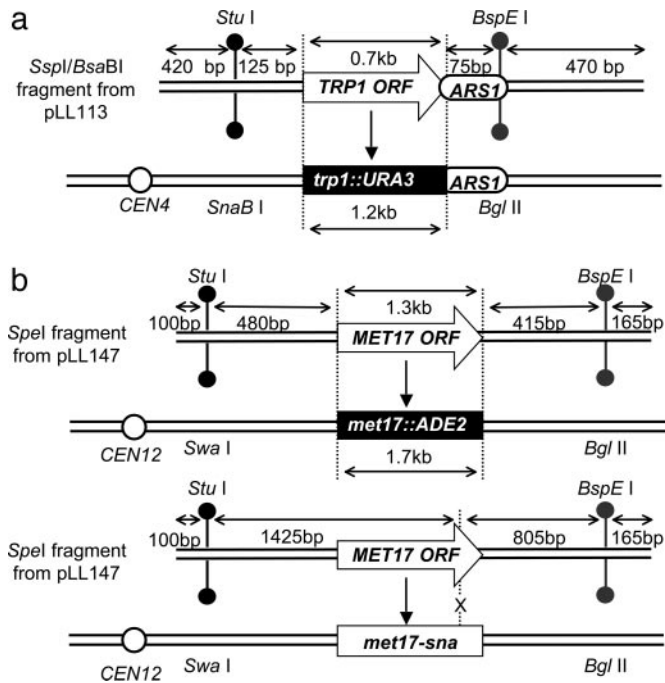 a
Stu I
BspE I
SspI/BsaBI
fragment from
pLL113
420 bp
125 bp
0.7kb
75bp
470 bp
TRP1 ORF
ARS1
trp1::URA3
ARS1
CEN4
SnaB I
1.2kb
Bgl II
b
Stu I
BspE I
SpeI fragment
from pLL147
100bp
480bp
1.3kb
415bp
165bp
MET17 ORF
met17::ADE2
CEN12
Swa I
1.7kb
Bgl II
Stu I
BspE I
SpeI fragment
from pLL147
100bp
1425bp
805bp
165bp
MET17 ORF
X
met17-sna
CEN12
Swa I
Bgl II